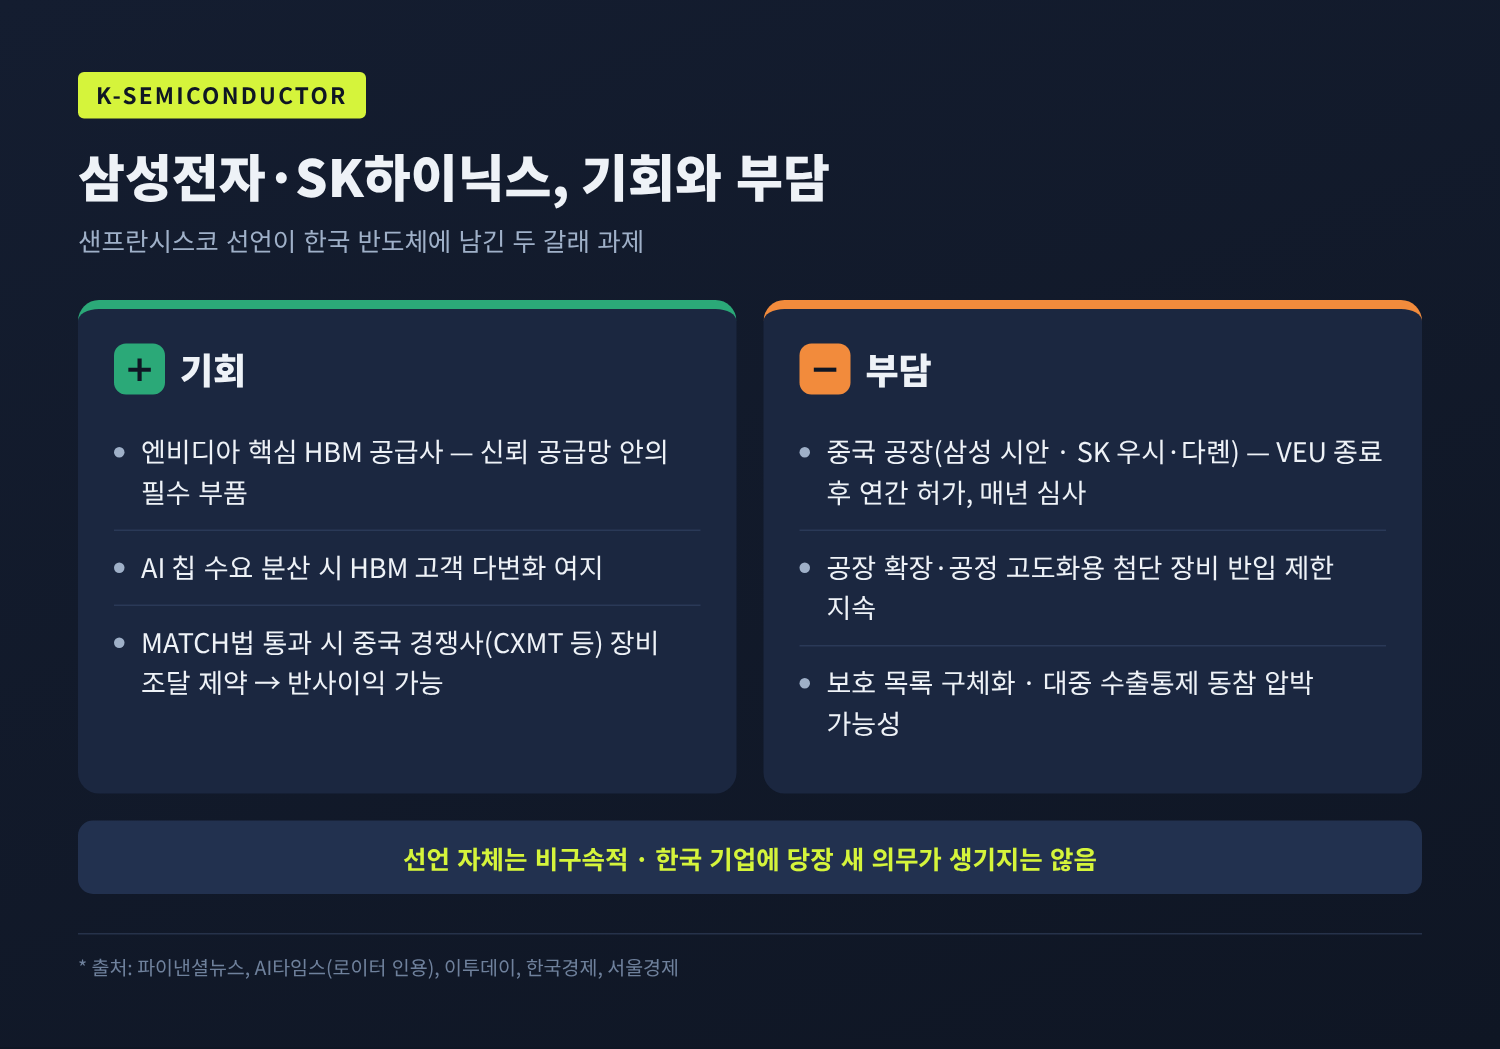 K-SEMICONDUCTOR
삼성전자·SK하이닉스, 기회와 부담
샌프란시스코 선언이 한국 반도체에 남긴 두 갈래 과제
+ 기회
• 엔비디아 핵심 HBM 공급사 — 신뢰 공급망 안의
필수 부품
• AI 칩 수요 분산 시 HBM 고객 다변화 여지
• MATCH법 통과 시 중국 경쟁사(CXMT 등) 장비
조달 제약 → 반사이익 가능
− 부담
• 중국 공장(삼성 시안 · SK 우시·다롄) — VEU 종료
후 연간 허가, 매년 심사
• 공장 확장·공정 고도화용 첨단 장비 반입 제한
지속
• 보호 목록 구체화 · 대중 수출통제 동참 압박
가능성
선언 자체는 비구속적 · 한국 기업에 당장 새 의무가 생기지는 않음
* 출처: 파이낸셜뉴스, AI타임스(로이터 인용), 이투데이, 한국경제, 서울경제